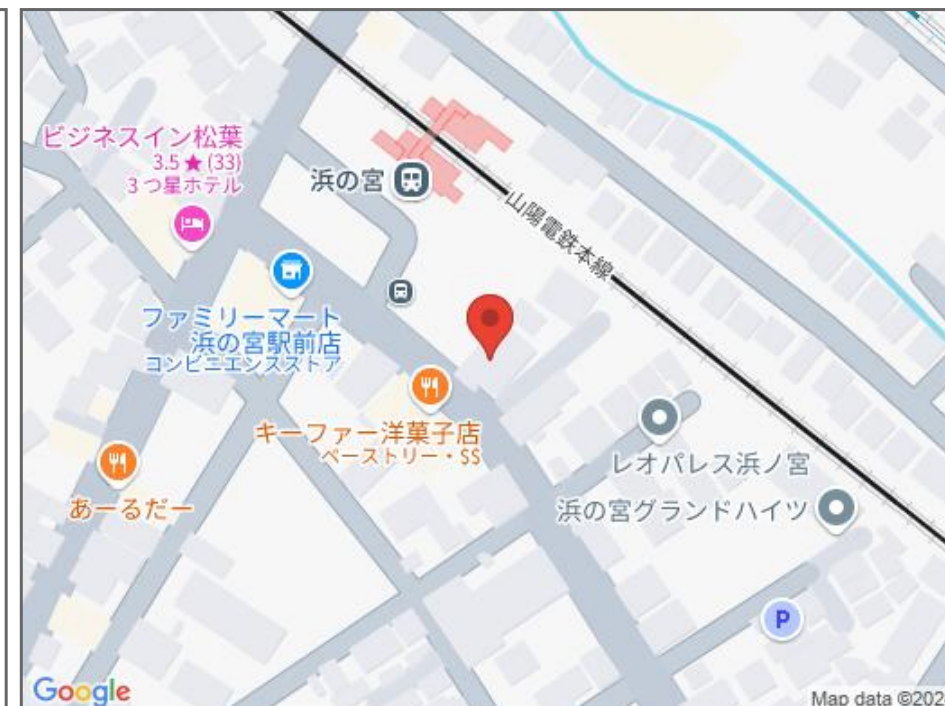 ビジネスイン松葉
3.5★(33)
3 つ星ホテル
浜の宮
山陽電鉄本線
ファミリーマート
浜の宮駅前店
コンビニエンスストア
キーファー洋菓子店
ペーストリー・$$
あーるだー
レオパレス浜ノ宮
浜の宮グランドハイツ
P
Google
Map data ©202